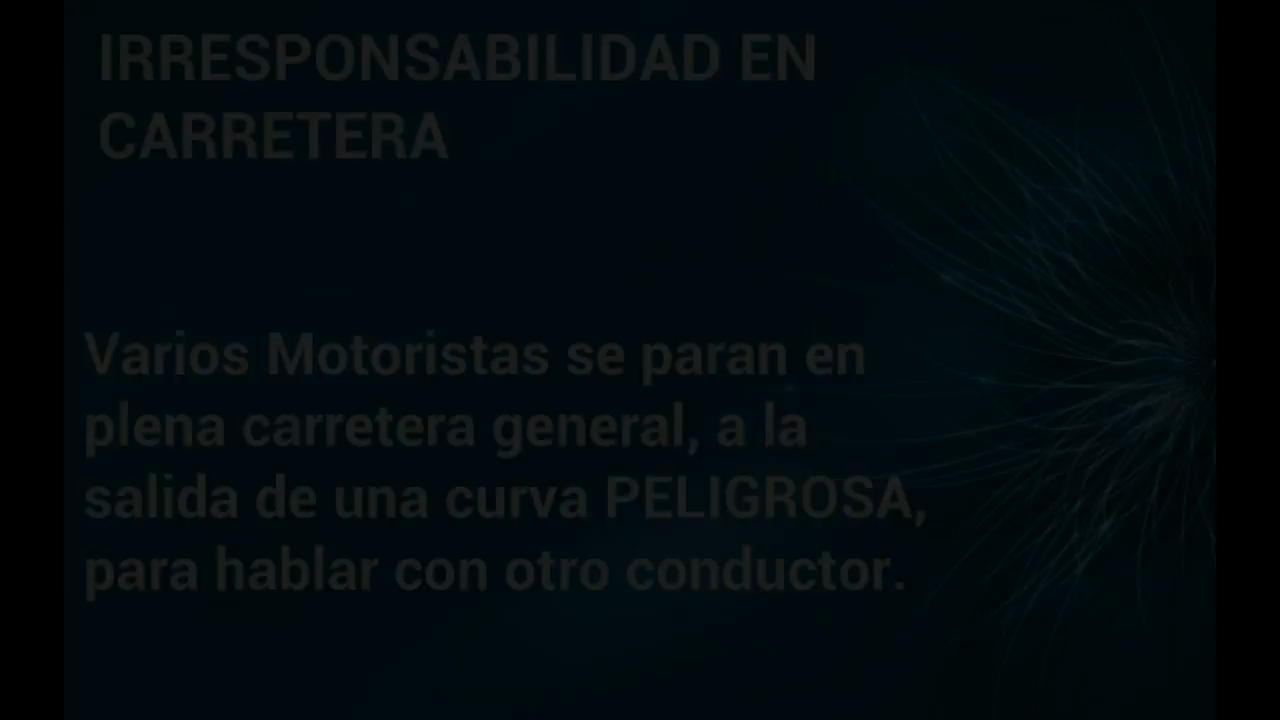 IRRESPONSABILIDAD EN
CARRETERA
Varios Motoristas se paran en
plena carretera general, a la
salida de una curva PELIGROSA,
para hablar con otro conductor.